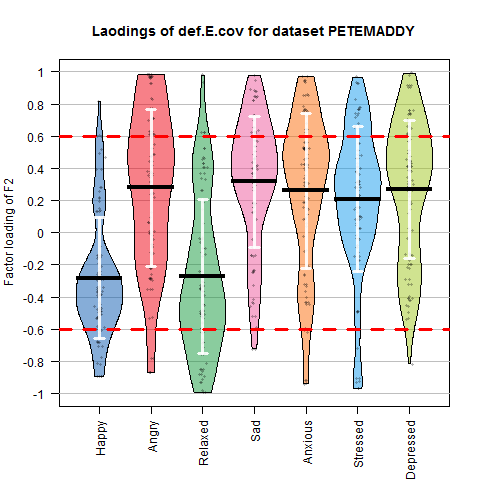 Laodings of def.E.cov for dataset PETEMADDY
Factor loading of F2
1
0.8
0.6
0.4
0.2
0
-0.2
-0.4
-0.6
-0.8
-1
Happy
Angry
Relaxed
Sad
Anxious
Stressed
Depressed